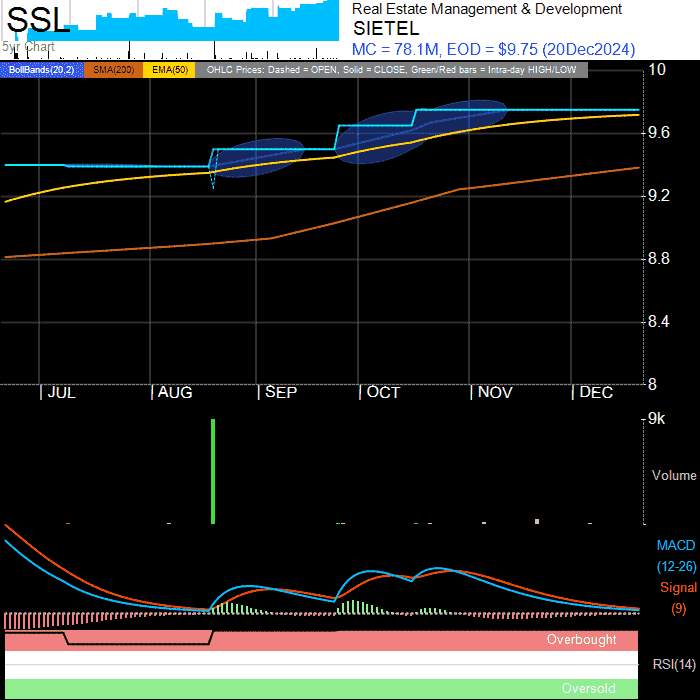 SSL
Real Estate Management & Development
SIETEL
5yr Chart
MC = 78.1M, EOD = $9.75 (20Dec2024)
BollBands(20,2) SMA(200) EMA(50) OHLC Prices: Dashed = OPEN, Solid = CLOSE, Green/Red bars = Intra-day HIGH/LOW
10
9.6
9.2
8.8
8.4
8
JUL AUG SEP OCT NOV DEC
9k
Volume
MACD
(12-26)
Signal
(9)
Overbought
RSI(14)
Oversold